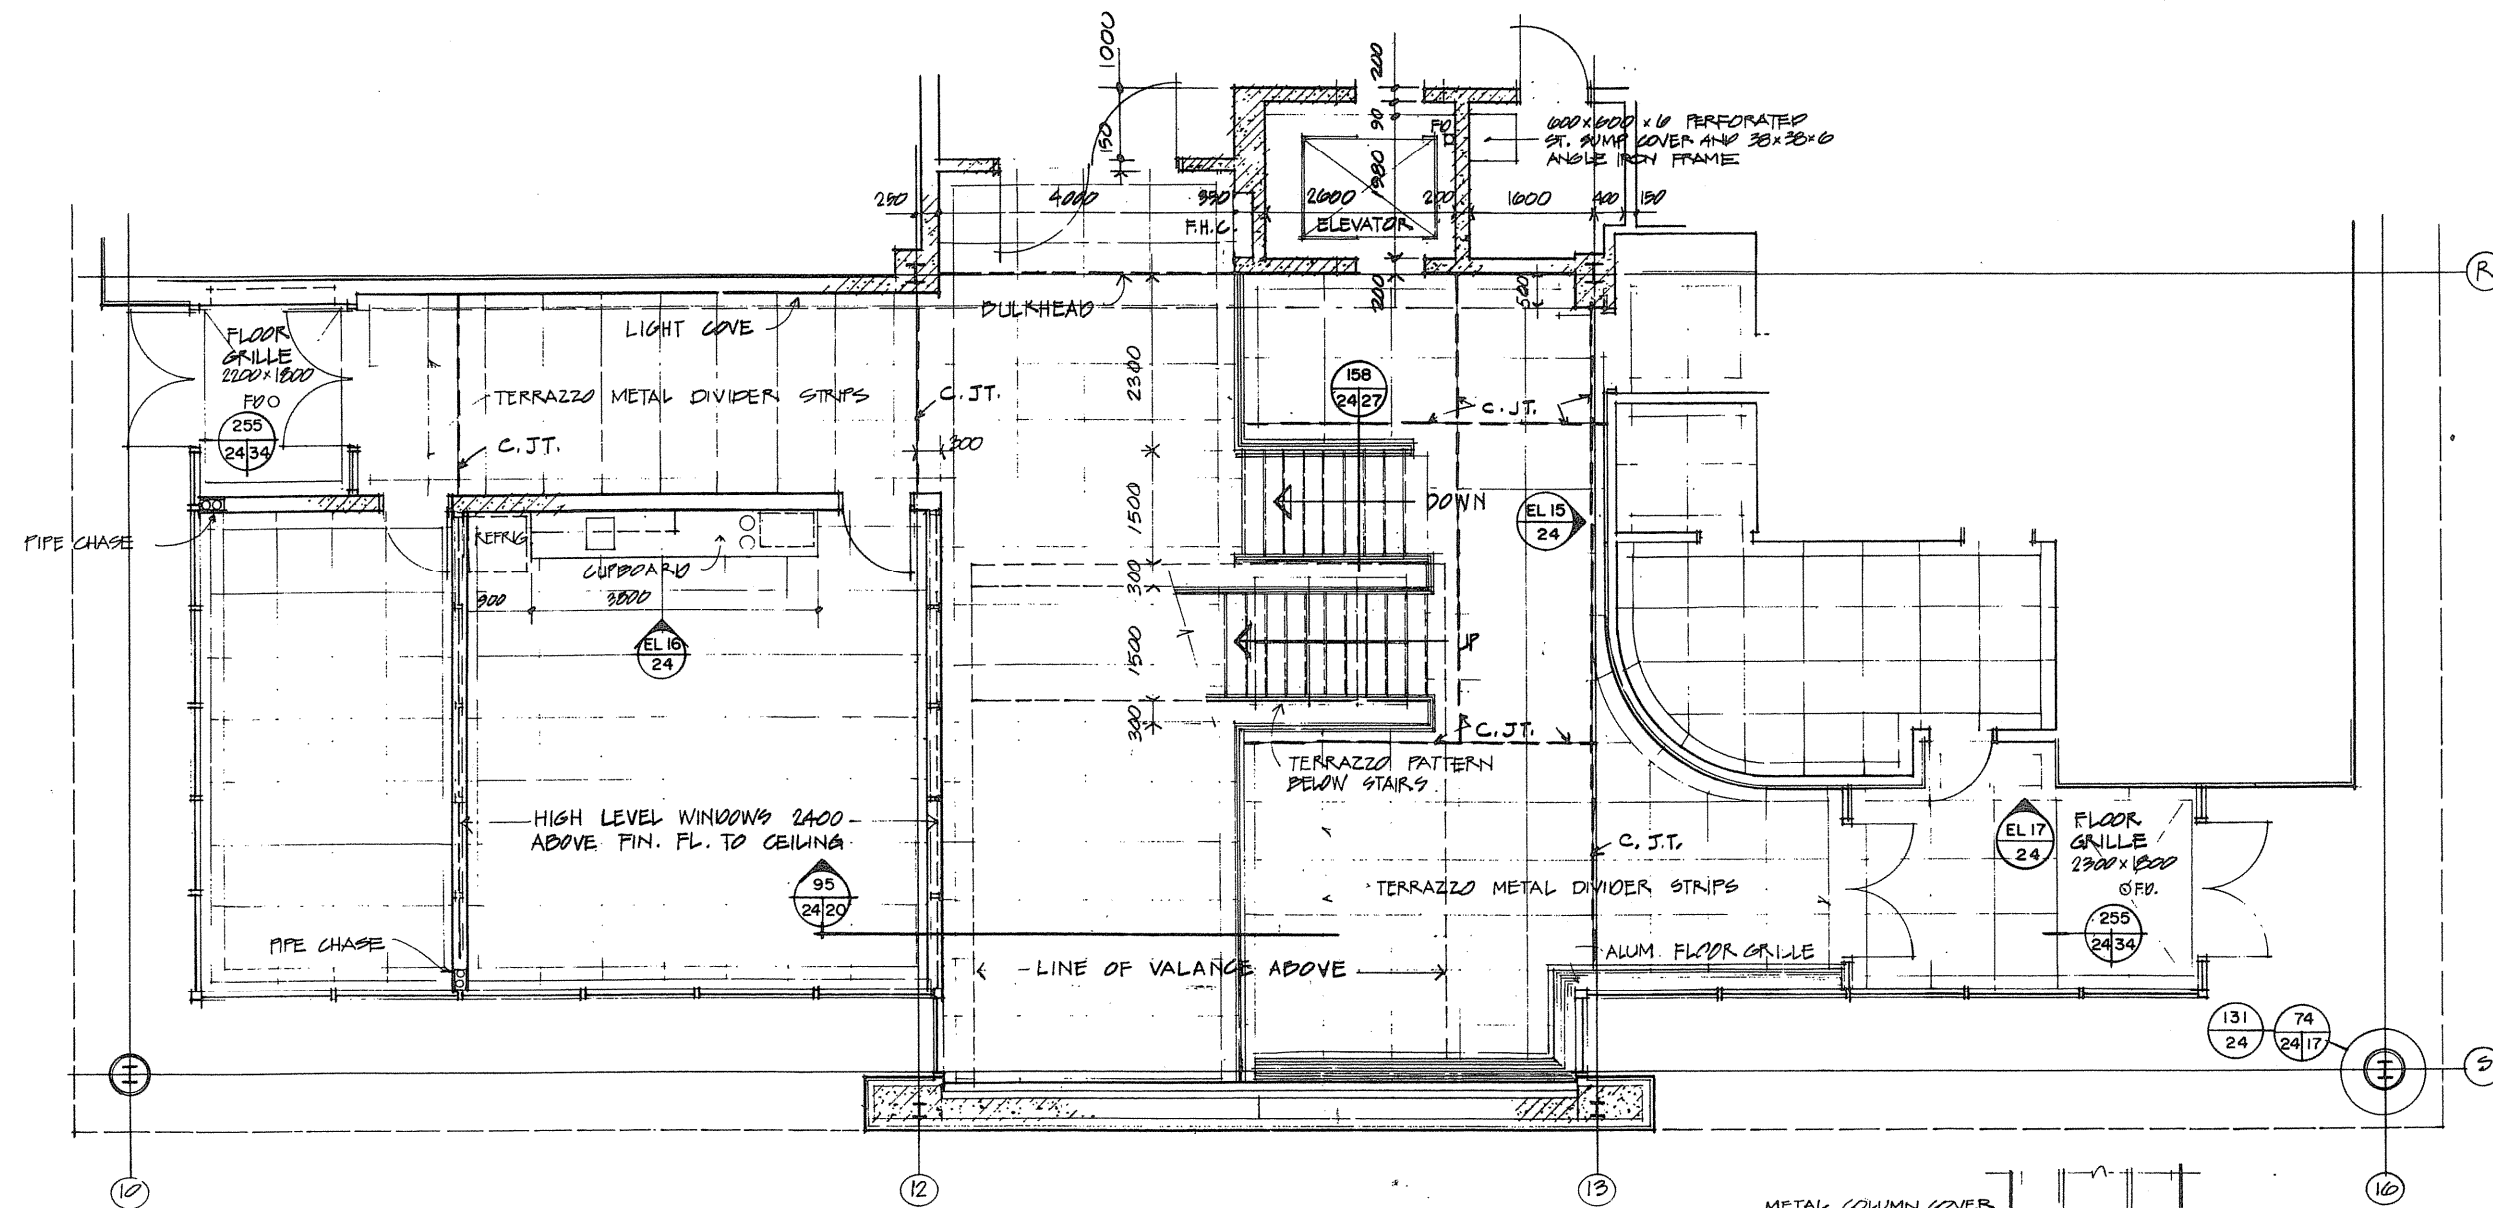 1000
200
150
90
FD
600×600×6 PERFORATED
ST. SUMP COVER AND 38×38×6
ANGLE IRON FRAME
1980
250
4000
350
2600
200
1600
400
150
F.H.C.
ELEVATOR
R
BULKHEAD
200
500
LIGHT COVE
FLOOR
GRILLE
2200×1800
FD
255
24 34
TERRAZZO METAL DIVIDER STRIPS
C. JT.
2300
158
24 27
C. JT.
C. JT.
300
DOWN
1500
EL 15
24
PIPE CHASE
REFRIG
CUPBOARD
900
3800
300
EL 16
24
1500
UP
300
C. JT.
TERRAZZO PATTERN
BELOW STAIRS
HIGH LEVEL WINDOWS 2400
ABOVE FIN. FL. TO CEILING
C. JT.
EL 17
24
FLOOR
GRILLE
2300×1800
F.D.
95
24 20
TERRAZZO METAL DIVIDER STRIPS
255
24 34
PIPE CHASE
ALUM. FLOOR GRILLE
LINE OF VALANCE ABOVE
131
24
74
24 17
S
10
12
13
16
METAL COLUMN COVER